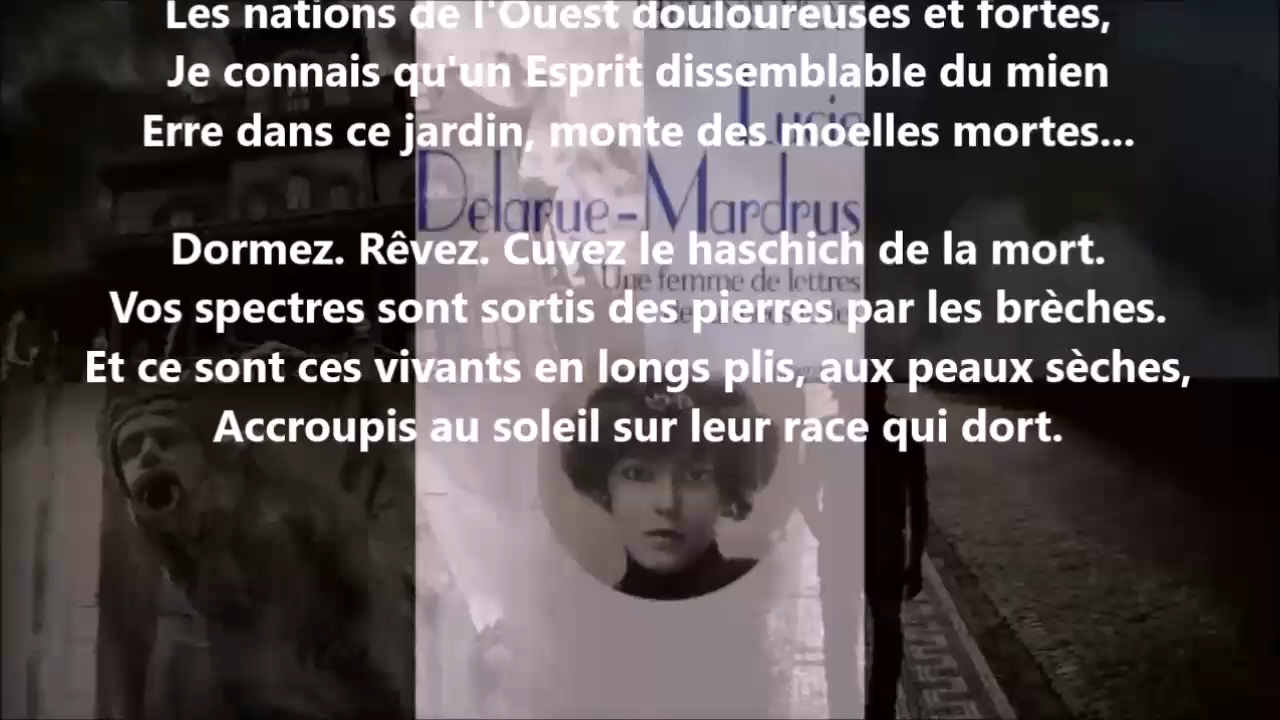 Les nations de l'Ouest douloureuses et fortes,
Je connais qu'un Esprit dissemblable du mien
Erre dans ce jardin, monte des moelles mortes...
Dormez. Rêvez. Cuvez le haschich de la mort.
Vos spectres sont sortis des pierres par les brèches.
Et ce sont ces vivants en longs plis, aux peaux sèches,
Accroupis au soleil sur leur race qui dort.
Lucie
Delarue-Mardrus
Une femme de lettres